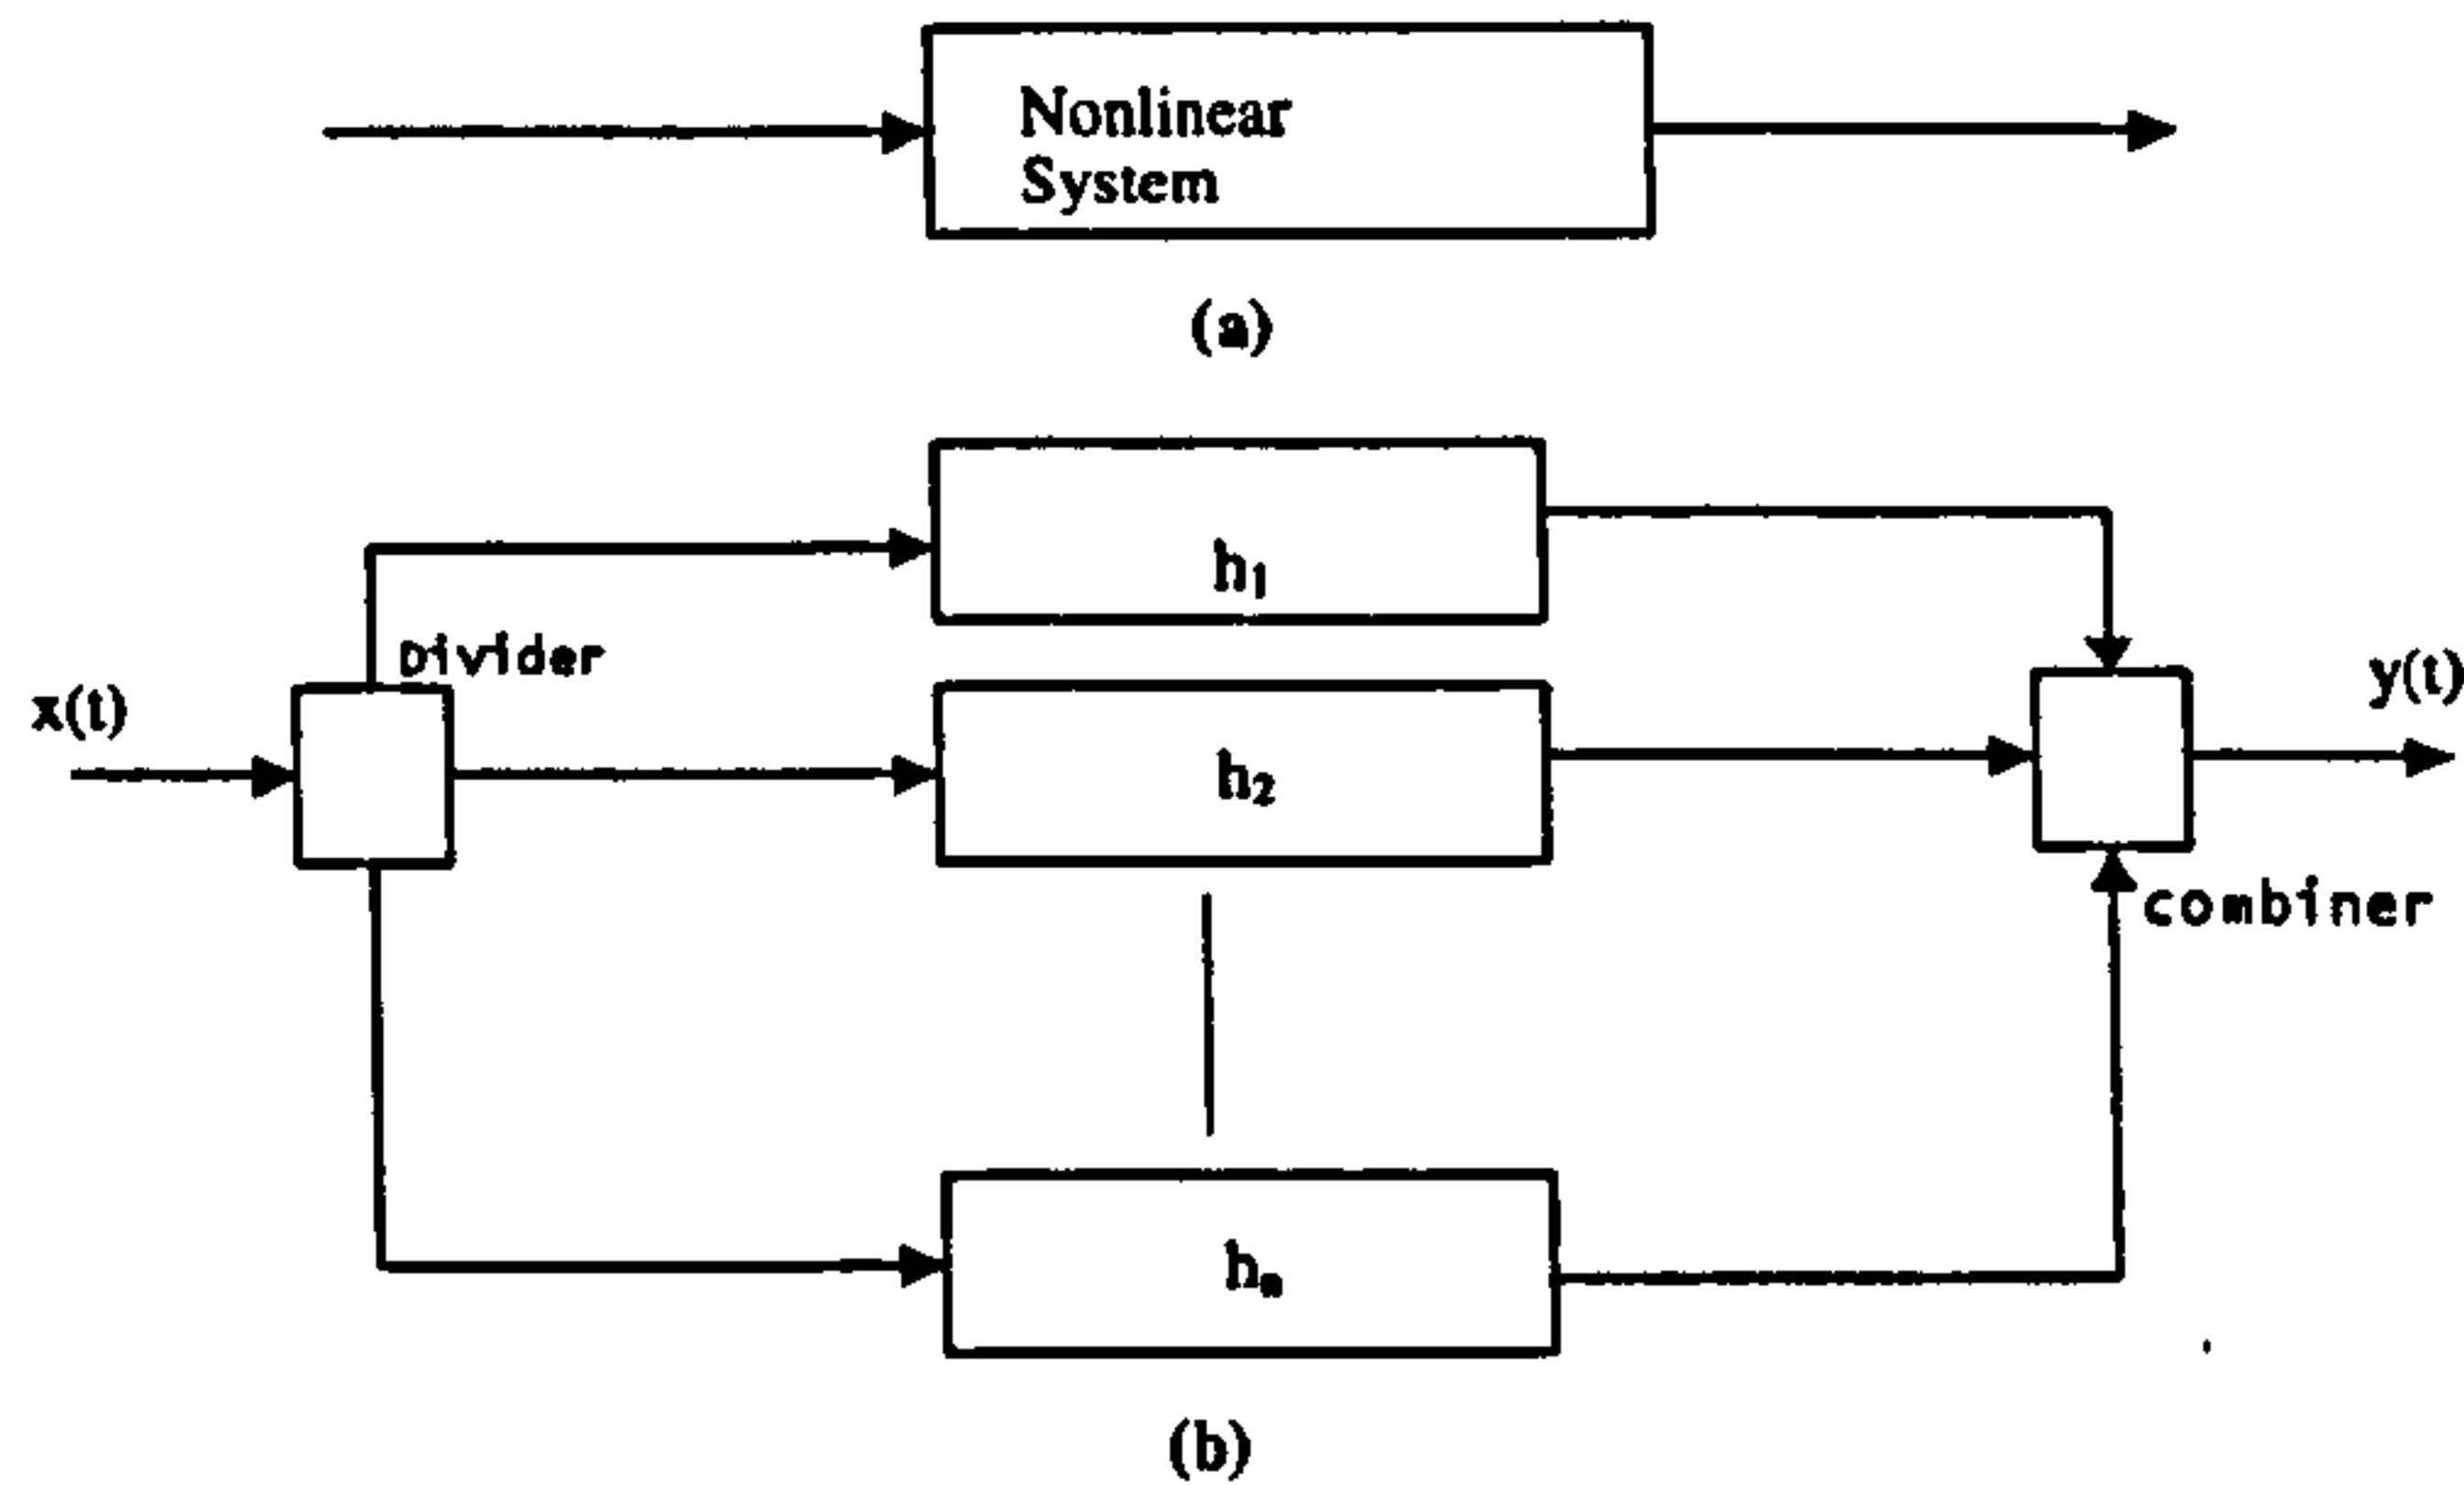 Nonlinear
System
(a)
h1
Divider
x(t)
y(t)
h2
combiner
hn
(b)